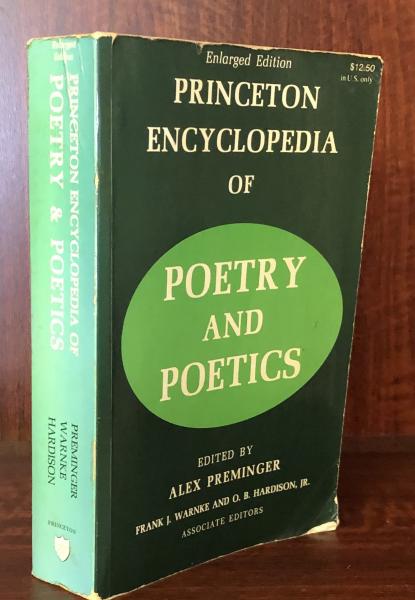 Enlarged Edition
$12.50
in U.S. only
PRINCETON
ENCYCLOPEDIA
OF
POETRY
AND
POETICS
EDITED BY
ALEX PREMINGER
FRANK J. WARNKE AND O. B. HARDISON, JR.
ASSOCIATE EDITORS
Enlarged
Edition
PRINCETON ENCYCLOPEDIA OF
POETRY & POETICS
PREMINGER
WARNKE
HARDISON
PRINCETON